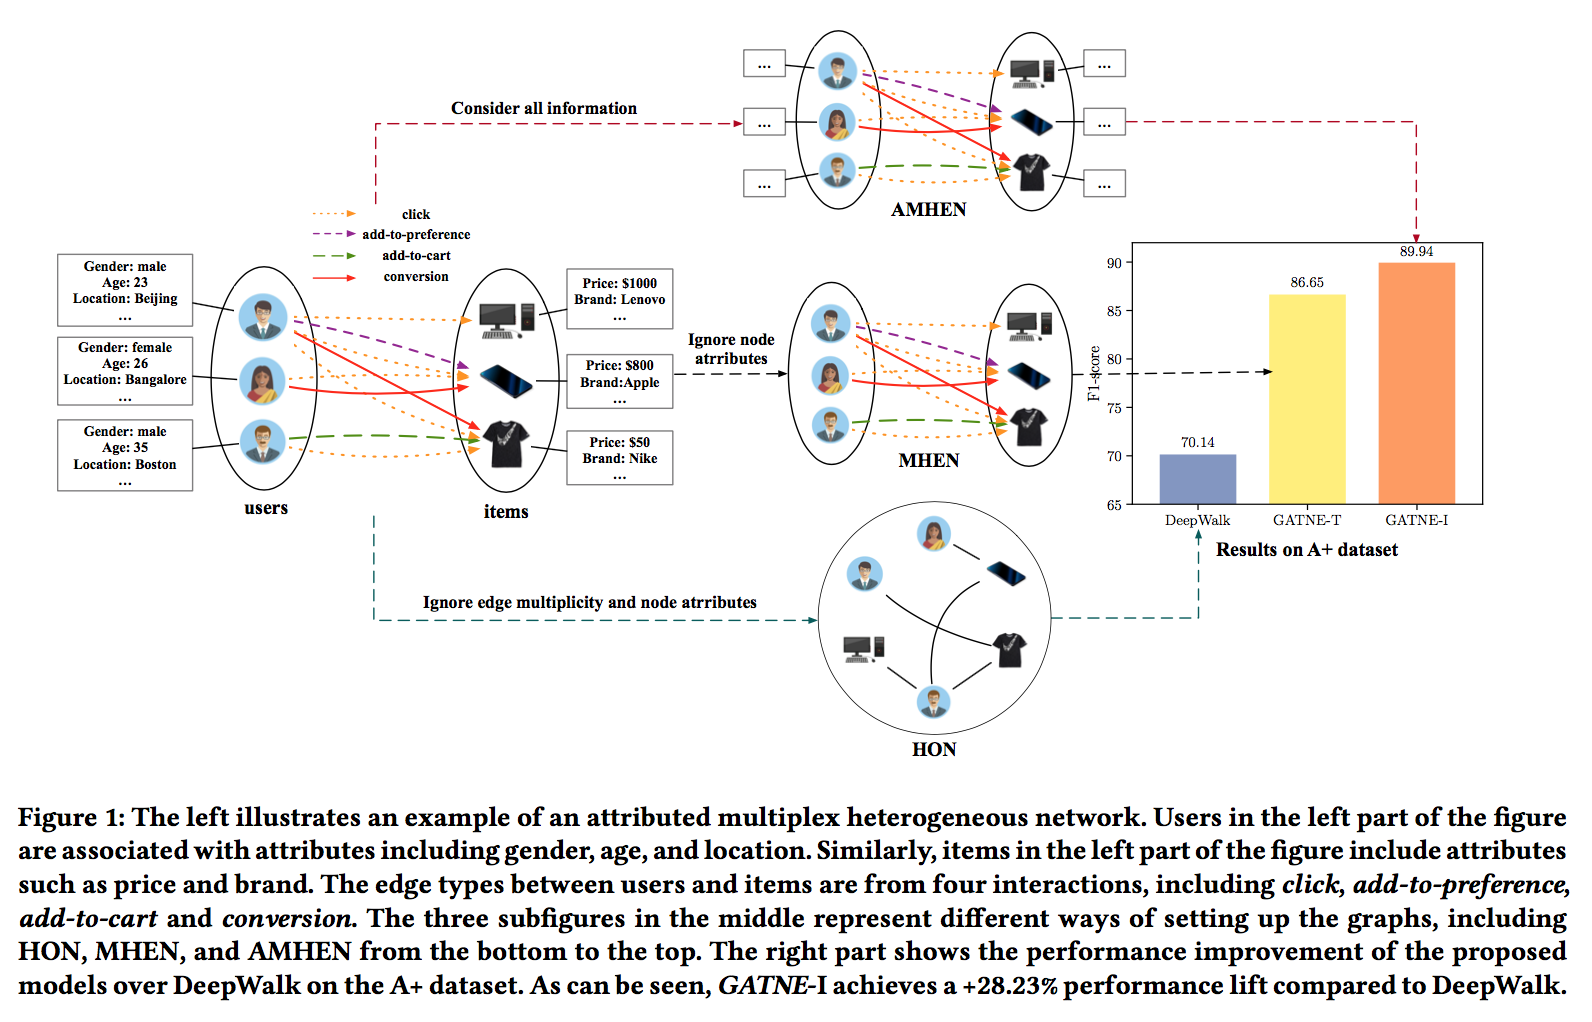 ...
...
...
...
...
...
AMHEN
Consider all information
click
add-to-preference
add-to-cart
conversion
Gender: male
Age: 23
Location: Beijing
...
Gender: female
Age: 26
Location: Bangalore
...
Gender: male
Age: 35
Location: Boston
...
users
items
Price: $1000
Brand: Lenovo
...
Price: $800
Brand:Apple
...
Price: $50
Brand: Nike
...
Ignore node
atrributes
MHEN
Ignore edge multiplicity and node atrributes
HON
F1-score
90
85
80
75
70
65
70.14
86.65
89.94
DeepWalk
GATNE-T
GATNE-I
Results on A+ dataset
Figure 1: The left illustrates an example of an attributed multiplex heterogeneous network. Users in the left part of the figure
are associated with attributes including gender, age, and location. Similarly, items in the left part of the figure include attributes
such as price and brand. The edge types between users and items are from four interactions, including click, add-to-preference,
add-to-cart and conversion. The three subfigures in the middle represent different ways of setting up the graphs, including
HON, MHEN, and AMHEN from the bottom to the top. The right part shows the performance improvement of the proposed
models over DeepWalk on the A+ dataset. As can be seen, GATNE-I achieves a +28.23% performance lift compared to DeepWalk.